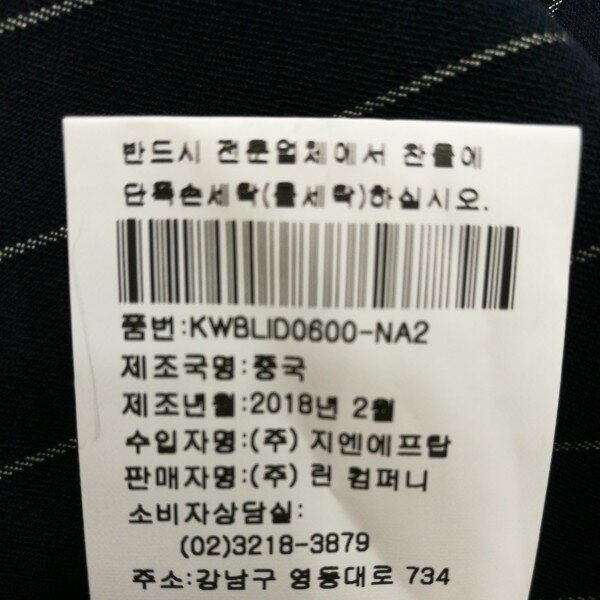 반드시 전문업체에서 찬물에
단독손세탁(물세탁)하십시오.
품번:KWBLID0600-NA2
제조국명:중국
제조년월:2018년 2월
수입자명:(주) 지엔에프탑
판매자명:(주) 린 컴퍼니
소비자상담실:
(02)3218-3879
주소:강남구 영동대로 734